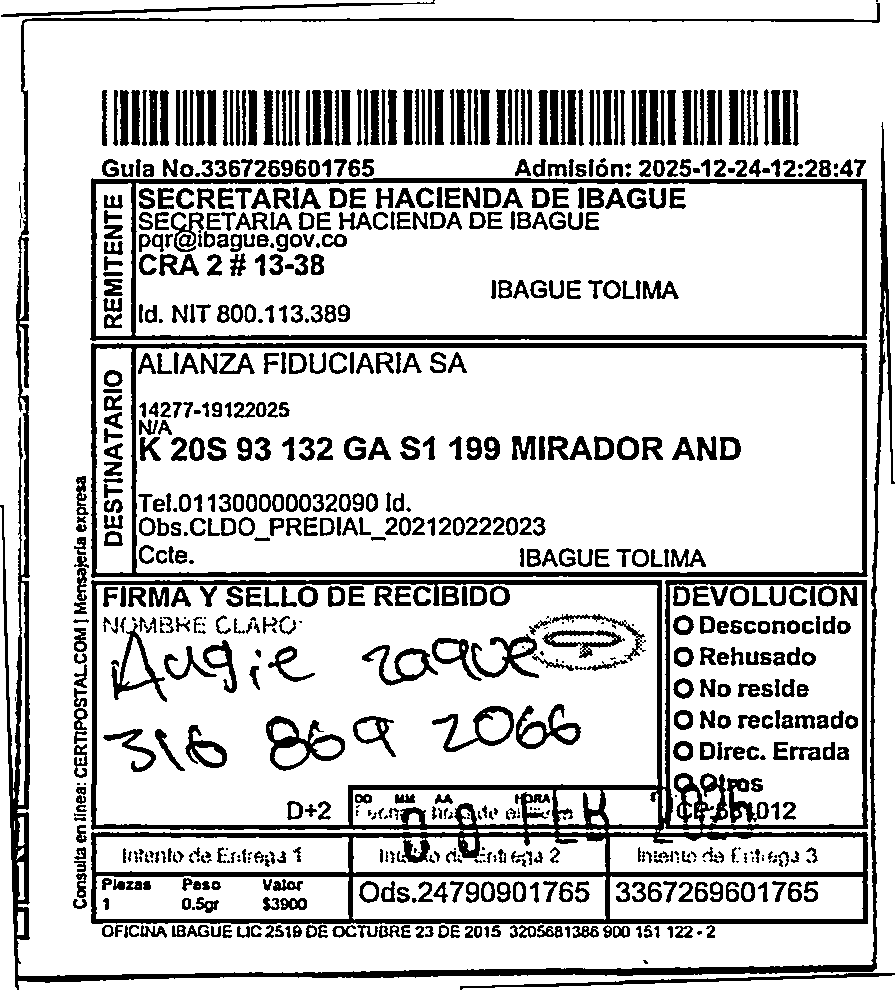 Guia No.3367269601765 Admisión: 2025-12-24-12:28:47
REMITENTE
SECRETARIA DE HACIENDA DE IBAGUE
SECRETARIA DE HACIENDA DE IBAGUE
pqr@ibague.gov.co
CRA 2 # 13-38
IBAGUE TOLIMA
Id. NIT 800.113.389
DESTINATARIO
ALIANZA FIDUCIARIA SA
14277-19122025
N/A
K 20S 93 132 GA S1 199 MIRADOR AND
Tel.011300000032090 Id.
Obs.CLDO_PREDIAL_202120222023
Ccte. IBAGUE TOLIMA
Consulta en línea: CERTIPOSTAL.COM | Mensajería expresa
FIRMA Y SELLO DE RECIBIDO
NOMBRE CLARO
Augie zaque
316 869 2066
DEVOLUCION
Desconocido
Rehusado
No reside
No reclamado
Direc. Errada
Otros
D+2
DD MM AA HORA
FEB 2026
Intento de Entrega 1 Intento de Entrega 2 Intento de Entrega 3
Piezas Peso Valor
1 0.5gr $3900
Ods.24790901765 3367269601765
OFICINA IBAGUE LIC 2519 DE OCTUBRE 23 DE 2015 3205681386 900 151 122 - 2